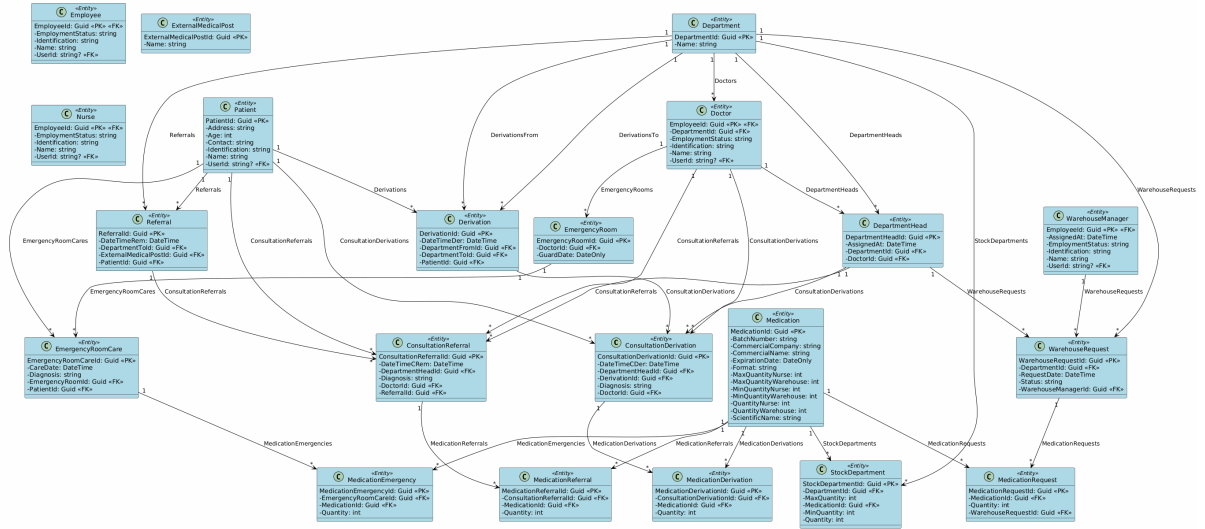 «Entity»
C Employee
EmployeeId: Guid «PK» «FK»
-EmploymentStatus: string
-Identification: string
-Name: string
-UserId: string? «FK»
«Entity»
C ExternalMedicalPost
ExternalMedicalPostId: Guid «PK»
-Name: string
«Entity»
C Department
DepartmentId: Guid «PK»
-Name: string
«Entity»
C Nurse
EmployeeId: Guid «PK» «FK»
-EmploymentStatus: string
-Identification: string
-Name: string
-UserId: string? «FK»
«Entity»
C Patient
PatientId: Guid «PK»
-Address: string
-Age: int
-Contact: string
-Identification: string
-Name: string
-UserId: string? «FK»
«Entity»
C Doctor
EmployeeId: Guid «PK» «FK»
-DepartmentId: Guid «FK»
-EmploymentStatus: string
-Identification: string
-Name: string
-UserId: string? «FK»
Doctors
Referrals
DerivationsFrom
DerivationsTo
DepartmentHeads
WarehouseRequests
StockDepartments
Referrals
Derivations
EmergencyRooms
DepartmentHeads
EmergencyRoomCares
ConsultationReferrals
ConsultationDerivations
ConsultationReferrals
ConsultationDerivations
«Entity»
C Referral
ReferralId: Guid «PK»
-DateTimeRem: DateTime
-DepartmentToId: Guid «FK»
-ExternalMedicalPostId: Guid «FK»
-PatientId: Guid «FK»
«Entity»
C Derivation
DerivationId: Guid «PK»
-DateTimeDer: DateTime
-DepartmentFromId: Guid «FK»
-DepartmentToId: Guid «FK»
-PatientId: Guid «FK»
«Entity»
C EmergencyRoom
EmergencyRoomId: Guid «PK»
-DoctorId: Guid «FK»
-GuardDate: DateOnly
«Entity»
C DepartmentHead
DepartmentHeadId: Guid «PK»
-AssignedAt: DateTime
-DepartmentId: Guid «FK»
-DoctorId: Guid «FK»
«Entity»
C WarehouseManager
EmployeeId: Guid «PK» «FK»
-AssignedAt: DateTime
-EmploymentStatus: string
-Identification: string
-Name: string
-UserId: string? «FK»
EmergencyRoomCares
ConsultationReferrals
ConsultationReferrals
ConsultationDerivations
ConsultationDerivations
WarehouseRequests
WarehouseRequests
«Entity»
C EmergencyRoomCare
EmergencyRoomCareId: Guid «PK»
-CareDate: DateTime
-Diagnosis: string
-EmergencyRoomId: Guid «FK»
-PatientId: Guid «FK»
«Entity»
C ConsultationReferral
ConsultationReferralId: Guid «PK»
-DateTimeCRem: DateTime
-DepartmentHeadId: Guid «FK»
-Diagnosis: string
-DoctorId: Guid «FK»
-ReferralId: Guid «FK»
«Entity»
C ConsultationDerivation
ConsultationDerivationId: Guid «PK»
-DateTimeCDer: DateTime
-DepartmentHeadId: Guid «FK»
-DerivationId: Guid «FK»
-Diagnosis: string
-DoctorId: Guid «FK»
«Entity»
C Medication
MedicationId: Guid «PK»
-BatchNumber: string
-CommercialCompany: string
-CommercialName: string
-ExpirationDate: DateOnly
-Format: string
-MaxQuantityNurse: int
-MaxQuantityWarehouse: int
-MinQuantityNurse: int
-MinQuantityWarehouse: int
-QuantityNurse: int
-QuantityWarehouse: int
-ScientificName: string
«Entity»
C WarehouseRequest
WarehouseRequestId: Guid «PK»
-DepartmentId: Guid «FK»
-RequestDate: DateTime
-Status: string
-WarehouseManagerId: Guid «FK»
MedicationEmergencies
MedicationReferrals
MedicationEmergencies
MedicationDerivations
MedicationReferrals
MedicationDerivations
StockDepartments
MedicationRequests
MedicationRequests
«Entity»
C MedicationEmergency
MedicationEmergencyId: Guid «PK»
-EmergencyRoomCareId: Guid «FK»
-MedicationId: Guid «FK»
-Quantity: int
«Entity»
C MedicationReferral
MedicationReferralId: Guid «PK»
-ConsultationReferralId: Guid «FK»
-MedicationId: Guid «FK»
-Quantity: int
«Entity»
C MedicationDerivation
MedicationDerivationId: Guid «PK»
-ConsultationDerivationId: Guid «FK»
-MedicationId: Guid «FK»
-Quantity: int
«Entity»
C StockDepartment
StockDepartmentId: Guid «PK»
-DepartmentId: Guid «FK»
-MaxQuantity: int
-MedicationId: Guid «FK»
-MinQuantity: int
-Quantity: int
«Entity»
C MedicationRequest
MedicationRequestId: Guid «PK»
-MedicationId: Guid «FK»
-Quantity: int
-WarehouseRequestId: Guid «FK»